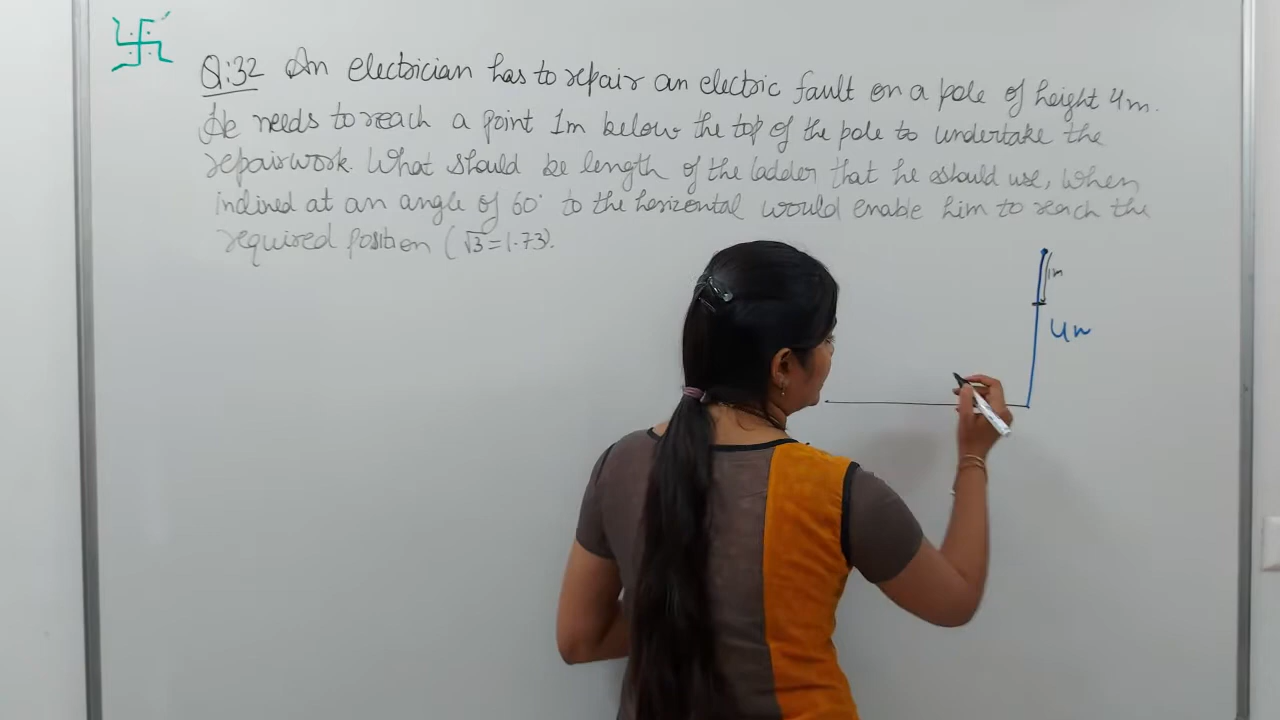 Q:32 An electrician has to repair an electric fault on a pole of height 4m.
He needs to reach a point 1m below the top of the pole to undertake the
repairwork. What should be length of the ladder that he should use, when
inclined at an angle of 60° to the horizontal would enable him to reach the
required position (√3=1.73).
1m
4m